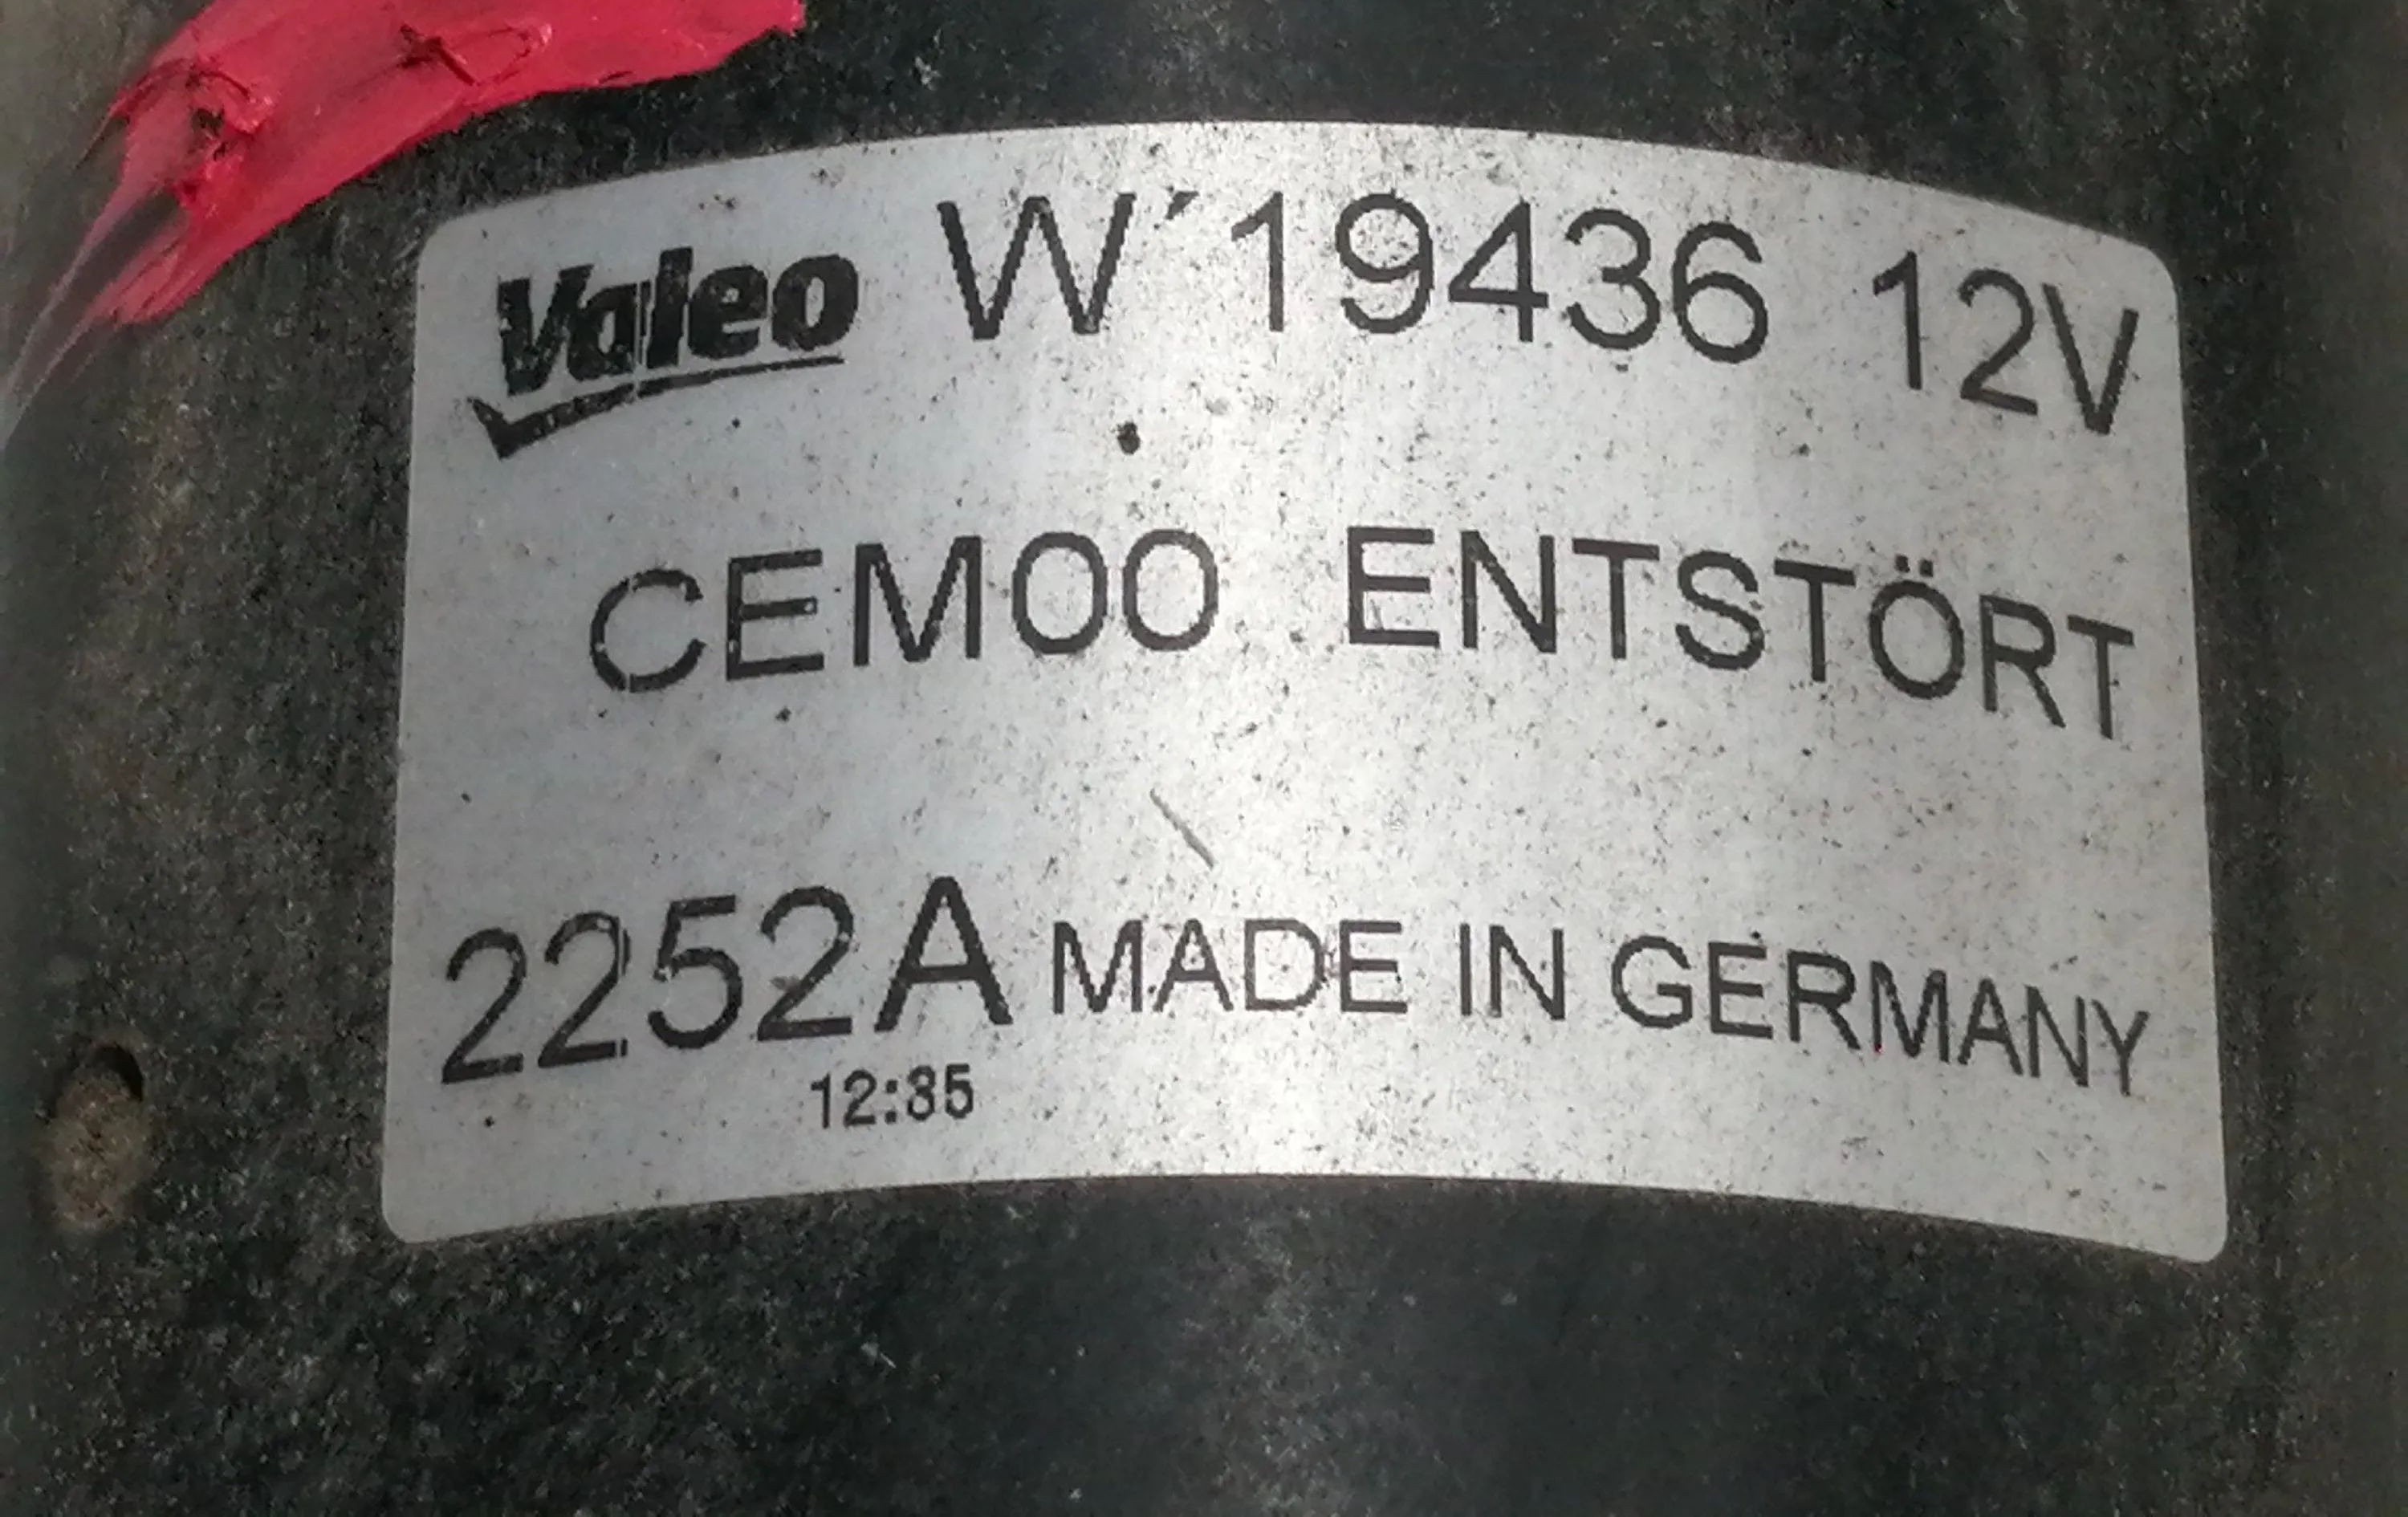 Valeo W´19436 12V
CEM00 ENTSTÖRT
2252A MADE IN GERMANY
12:35